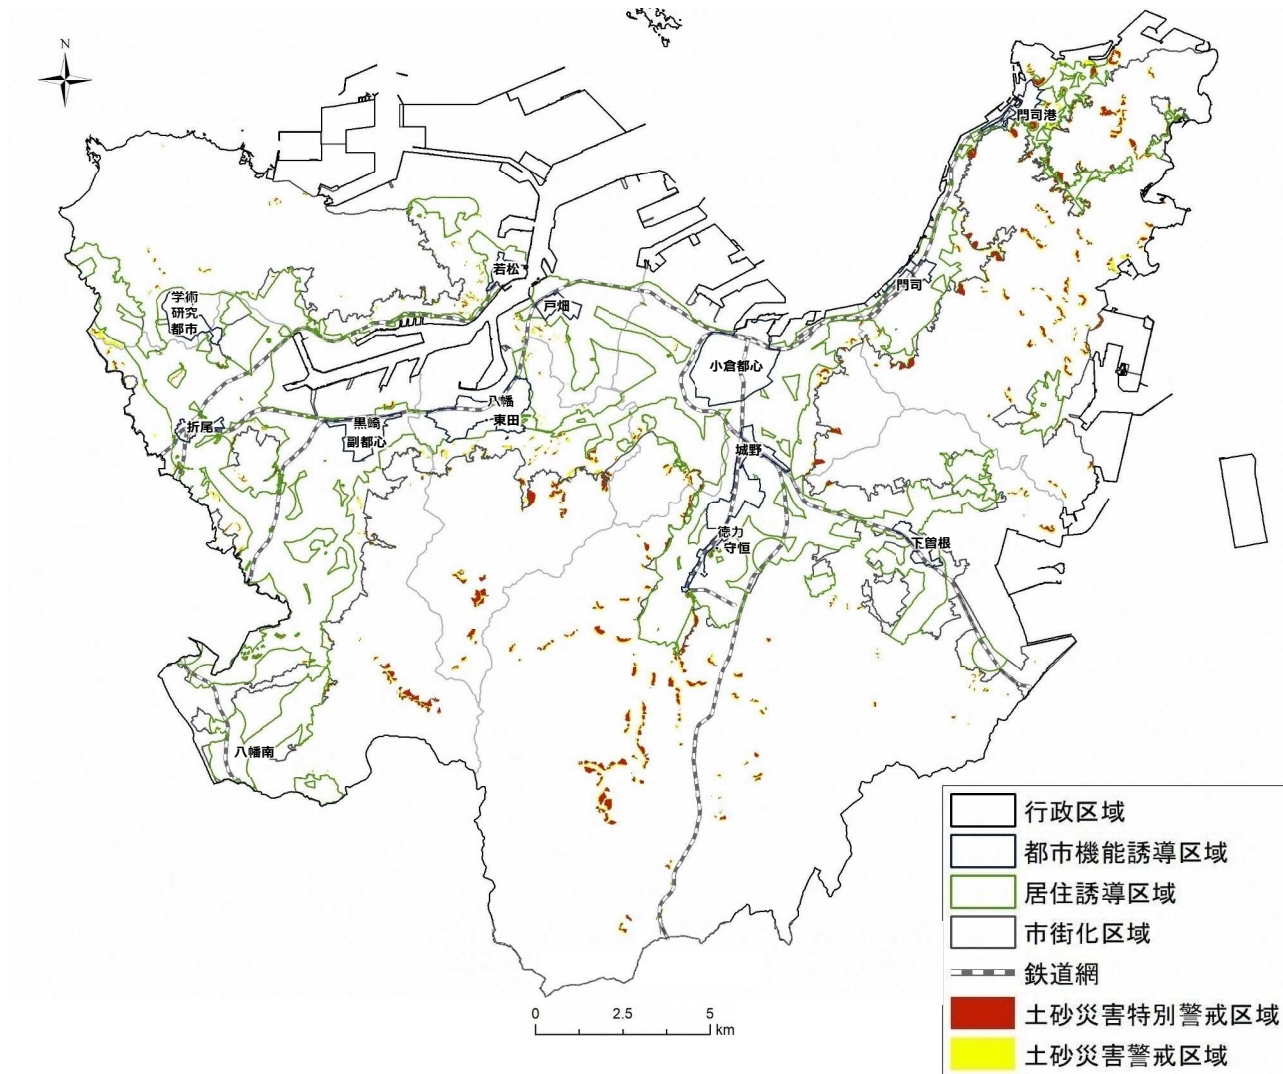 N
門司港
若松
門司
学術
研究
都市
戸畑
小倉都心
八幡
東田
折尾
黒崎
副都心
城野
徳力
守恒
下曽根
八幡南
行政区域
都市機能誘導区域
居住誘導区域
市街化区域
鉄道網
土砂災害特別警戒区域
土砂災害警戒区域
0 2.5 5
km